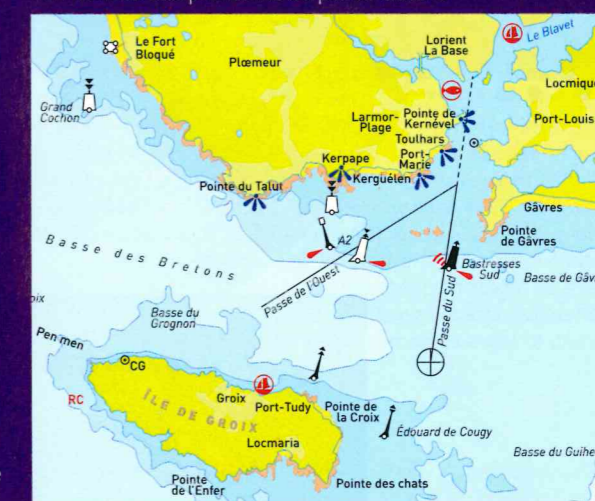 Le Fort
Bloqué
Plœmeur
Lorient
La Base
Le Blavet
Locmiqu
Grand
Cochon
Larmor-
Plage
Pointe de
Kernével
Port-Louis
Toulhars
Port-
Marie
Kerpape
Kerguélen
Pointe du Talut
Gâvres
Pointe
de Gâvres
A2
Basse des Bretons
Bastresses
Sud
Basse de Gâv
Passe de l'Ouest
Passe du Sud
oix
Basse du
Grognon
Pen men
CG
RC
ÎLE DE GROIX
Groix
Port-Tudy
Pointe de
la Croix
Édouard de Cougy
Locmaria
Basse du Guihe
Pointe
de l'Enfer
Pointe des chats